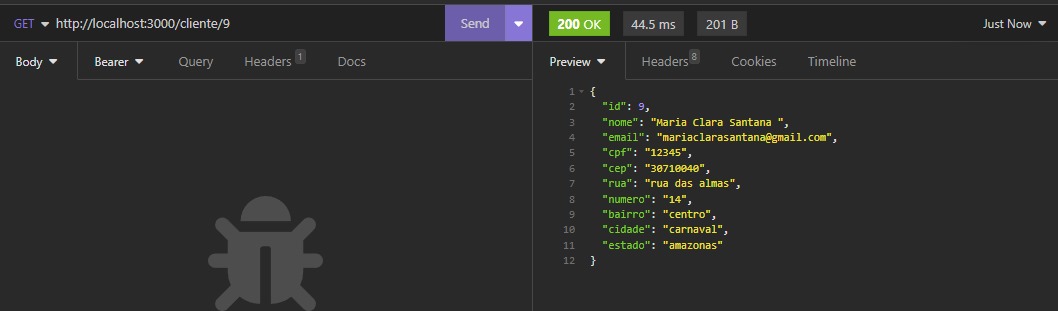 GET http://localhost:3000/cliente/9 Send 200 OK 44.5 ms 201 B Just Now
Body Bearer Query Headers 1 Docs Preview Headers 8 Cookies Timeline
1 {
2 "id": 9,
3 "nome": "Maria Clara Santana ",
4 "email": "mariaclarasantana@gmail.com",
5 "cpf": "12345",
6 "cep": "30710040",
7 "rua": "rua das almas",
8 "numero": "14",
9 "bairro": "centro",
10 "cidade": "carnaval",
11 "estado": "amazonas"
12 }